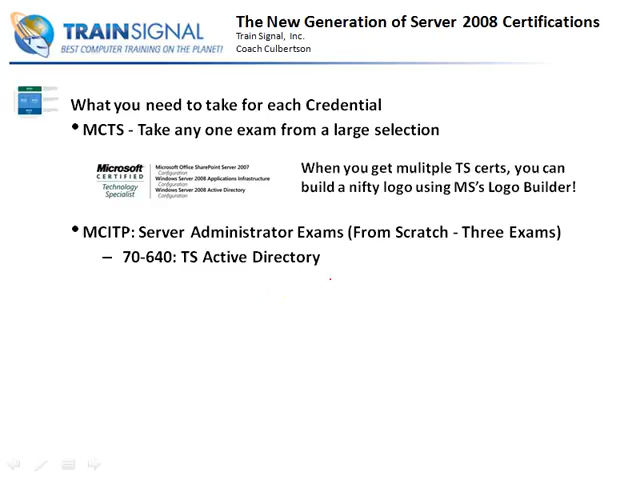 TRAINSIGNAL
BEST COMPUTER TRAINING ON THE PLANET!
The New Generation of Server 2008 Certifications
Train Signal, Inc.
Coach Culbertson
What you need to take for each Credential
• MCTS - Take any one exam from a large selection
Microsoft
CERTIFIED
Technology
Specialist
Microsoft Office SharePoint Server 2007
Configuration
Windows Server 2008 Applications Infrastructure
Configuration
Windows Server 2008 Active Directory
Configuration
When you get mulitple TS certs, you can
build a nifty logo using MS's Logo Builder!
• MCITP: Server Administrator Exams (From Scratch - Three Exams)
– 70-640: TS Active Directory